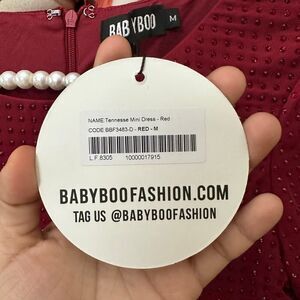 BABYBOO M
NAME:Tennesse Mini Dress - Red
CODE BBF3483-D - RED - M
L.F.8305 10000017915
BABYBOOFASHION.COM
TAG US @BABYBOOFASHION